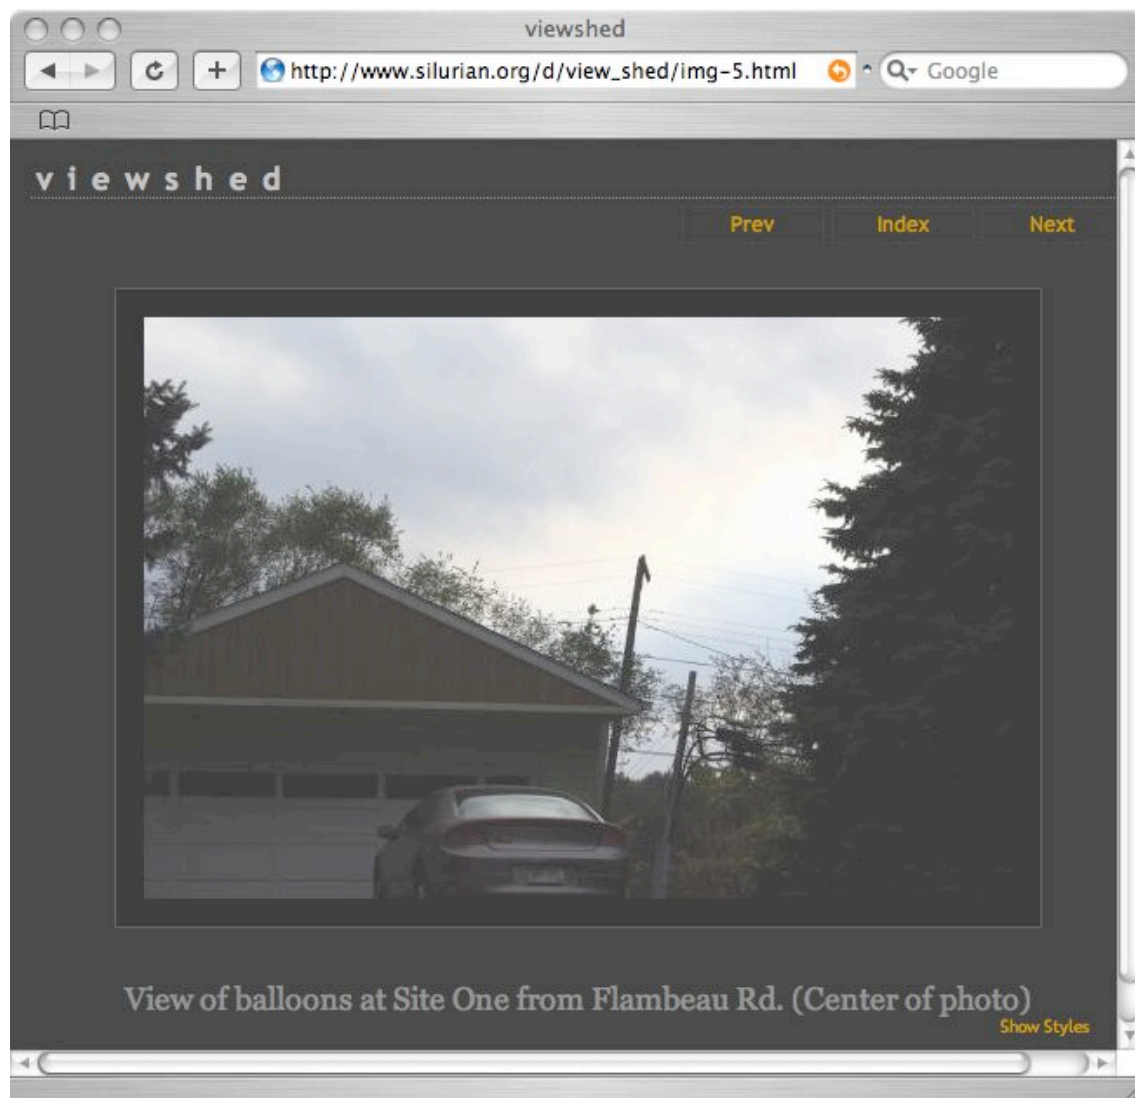 viewshed
http://www.silurian.org/d/view_shed/img-5.html
Google
viewshed
Prev Index Next
View of balloons at Site One from Flambeau Rd. (Center of photo)
Show Styles